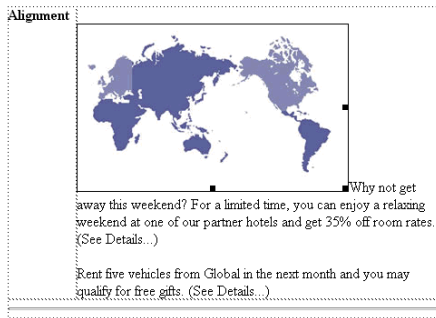 Alignment
Why not get
away this weekend? For a limited time, you can enjoy a relaxing
weekend at one of our partner hotels and get 35% off room rates.
(See Details...)
Rent five vehicles from Global in the next month and you may
qualify for free gifts. (See Details...)